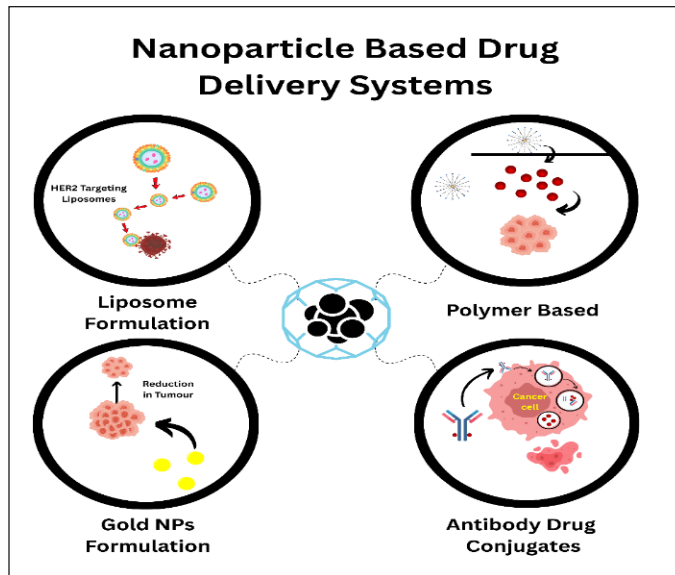 Nanoparticle Based Drug
Delivery Systems
HER2 Targeting
Liposomes
Liposome
Formulation
Polymer Based
Reduction
in Tumour
Gold NPs
Formulation
Cancer
cell
Antibody Drug
Conjugates